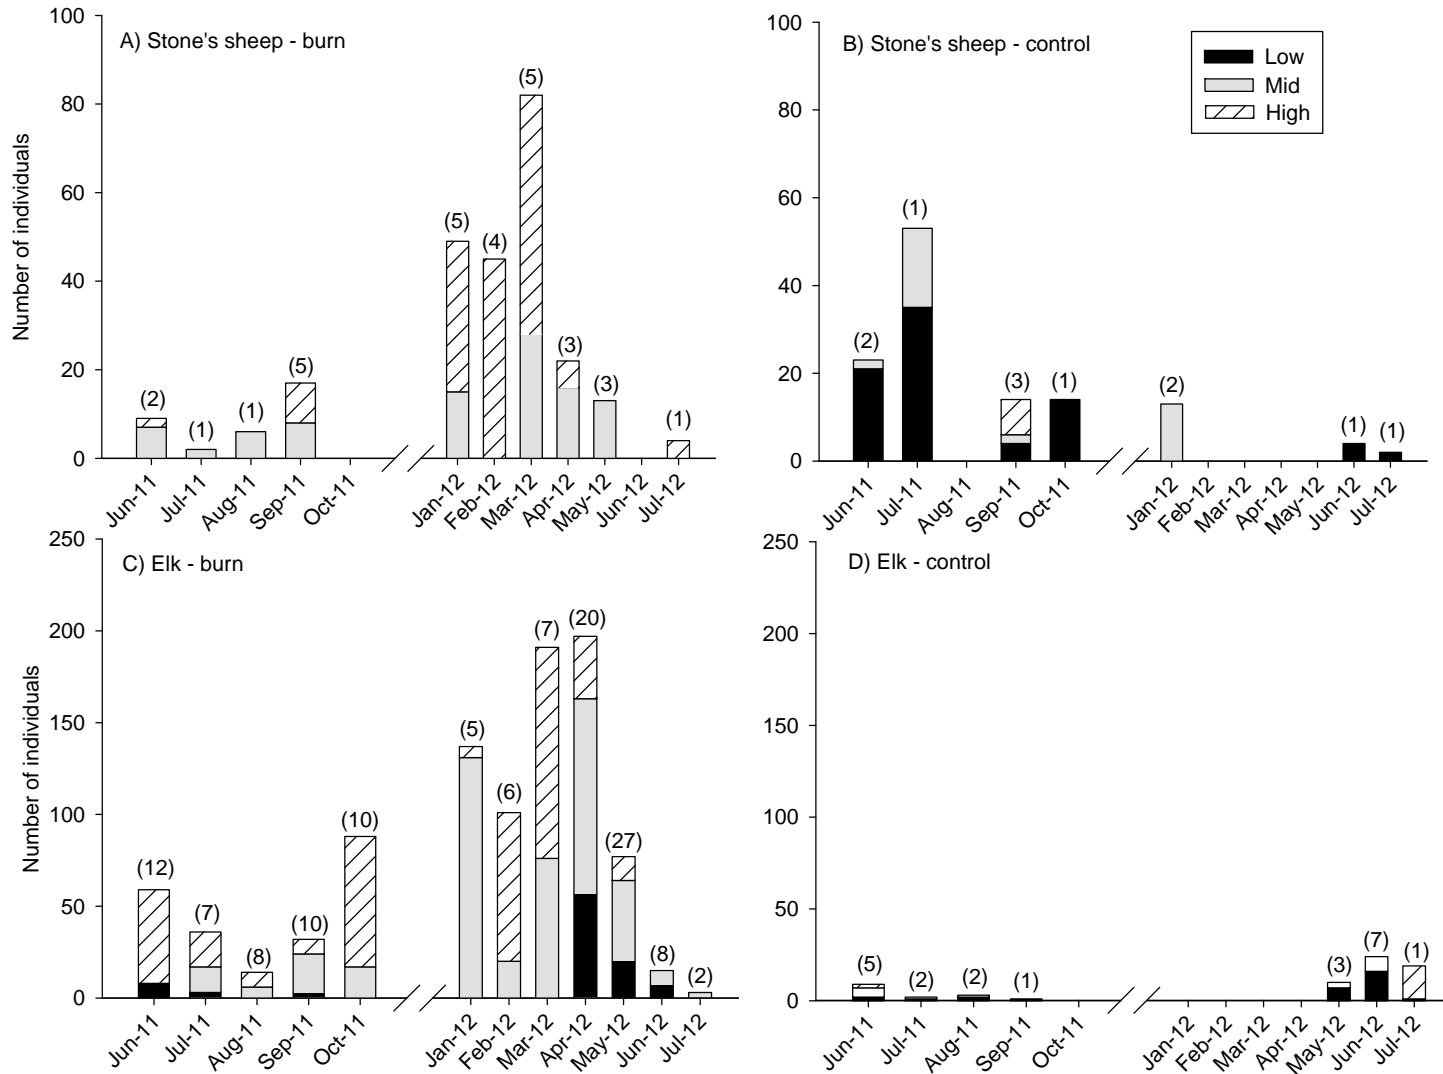 A) Stone's sheep - burn
Number of individuals
100
80
60
40
20
0
(2)
(1)
(1)
(5)
(5)
(4)
(5)
(3)
(3)
(1)
Jun-11
Jul-11
Aug-11
Sep-11
Oct-11
Jan-12
Feb-12
Mar-12
Apr-12
May-12
Jun-12
Jul-12
B) Stone's sheep - control
Low
Mid
High
100
80
60
40
20
0
(2)
(1)
(3)
(1)
(2)
(1)
(1)
Jun-11
Jul-11
Aug-11
Sep-11
Oct-11
Jan-12
Feb-12
Mar-12
Apr-12
May-12
Jun-12
Jul-12
C) Elk - burn
Number of individuals
250
200
150
100
50
0
(12)
(7)
(8)
(10)
(10)
(5)
(6)
(7)
(20)
(27)
(8)
(2)
Jun-11
Jul-11
Aug-11
Sep-11
Oct-11
Jan-12
Feb-12
Mar-12
Apr-12
May-12
Jun-12
Jul-12
D) Elk - control
250
200
150
100
50
0
(5)
(2)
(2)
(1)
(3)
(7)
(1)
Jun-11
Jul-11
Aug-11
Sep-11
Oct-11
Jan-12
Feb-12
Mar-12
Apr-12
May-12
Jun-12
Jul-12